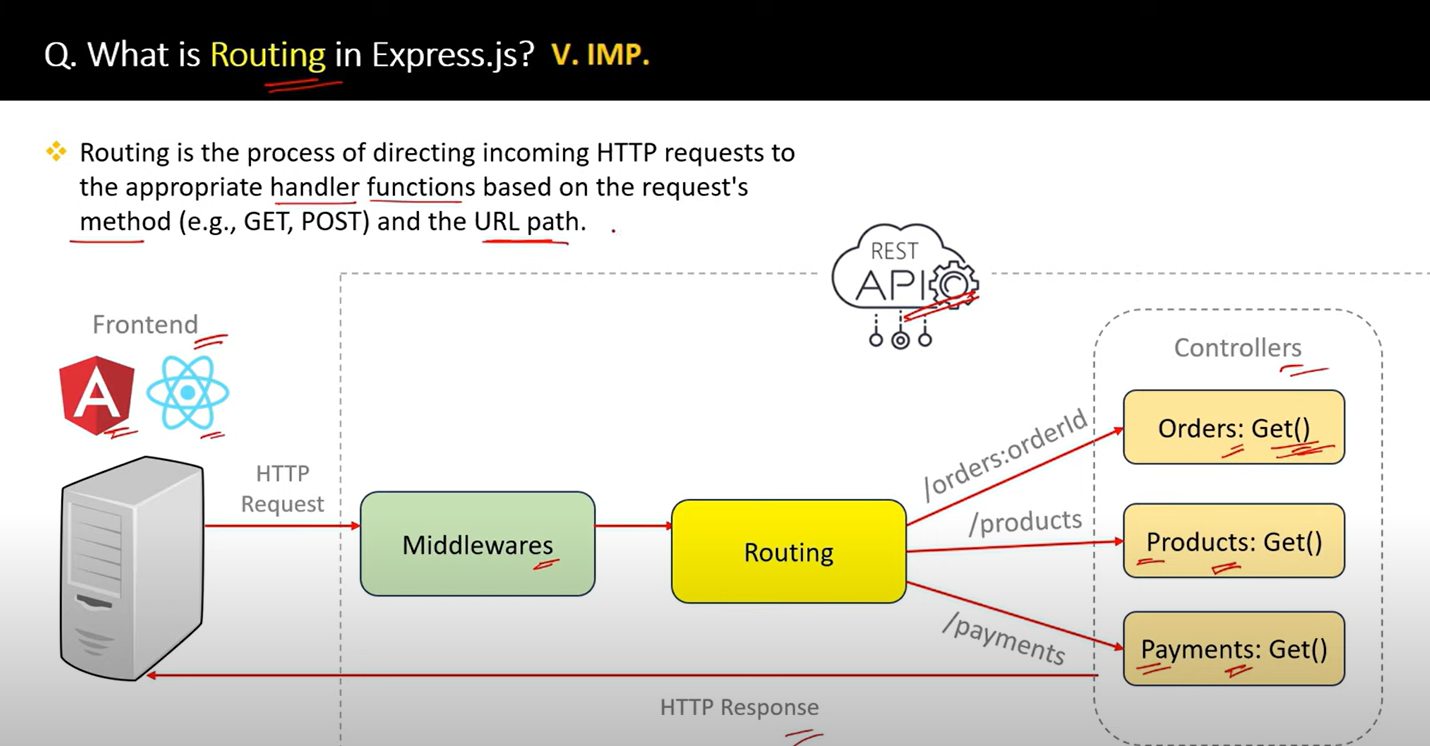 Q. What is Routing in Express.js? V. IMP.
Routing is the process of directing incoming HTTP requests to
the appropriate handler functions based on the request's
method (e.g., GET, POST) and the URL path.
REST
API
Frontend
A
Controllers
HTTP
Request
Middlewares
Routing
/orders:orderId
/products
/payments
Orders: Get()
Products: Get()
Payments: Get()
HTTP Response